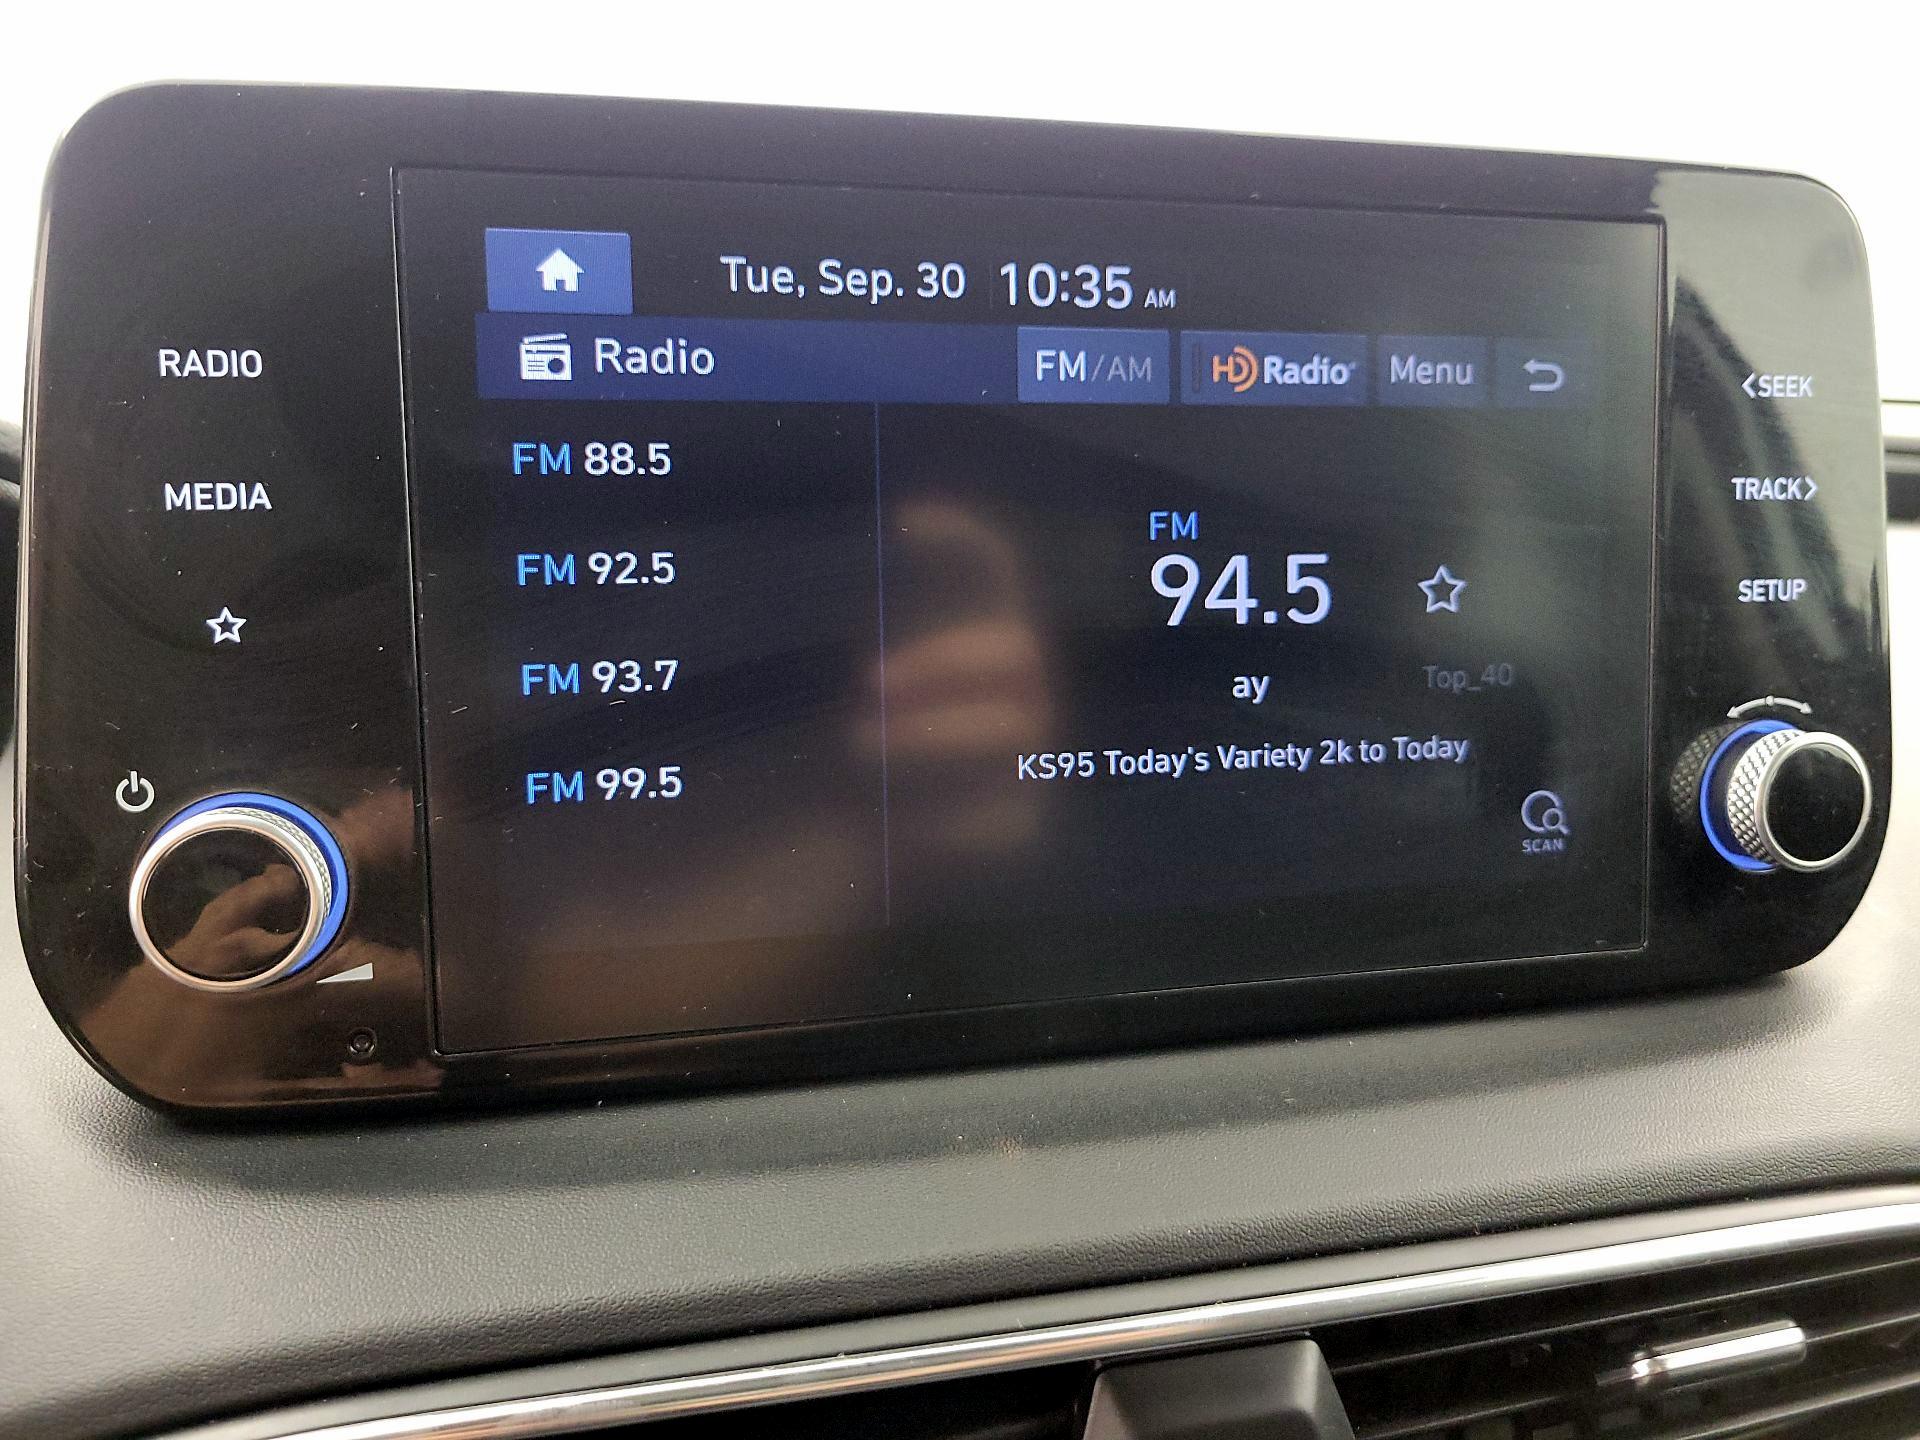 Tue, Sep. 30 10:35 AM
Radio FM/AM HD Radio Menu
RADIO
MEDIA
FM 88.5
FM 92.5
FM 93.7
FM 99.5
FM
94.5
ay Top_40
KS95 Today's Variety 2k to Today
SCAN
SEEK
TRACK
SETUP